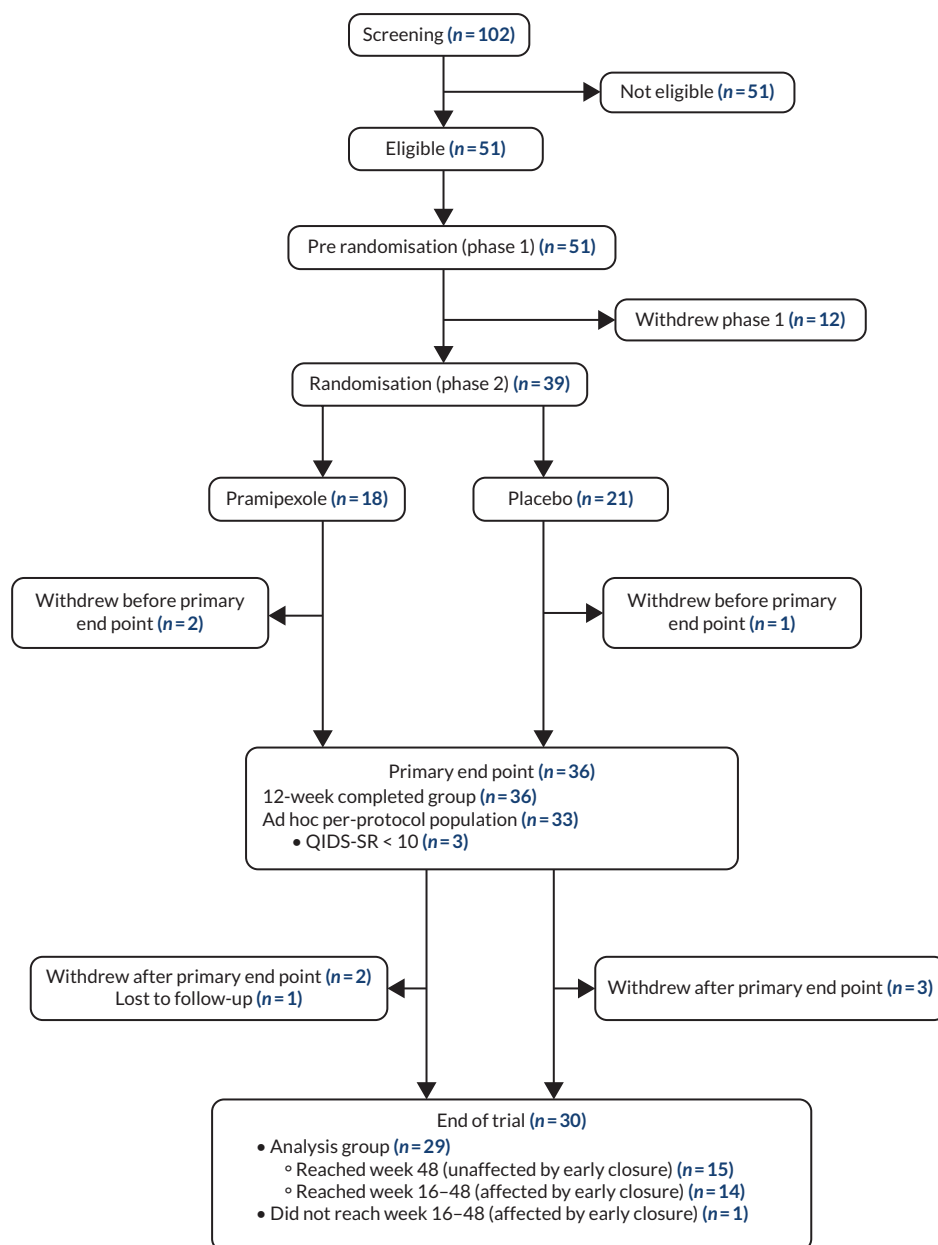 Screening (n=102)
Not eligible (n=51)
Eligible (n=51)
Pre randomisation (phase 1) (n=51)
Withdrew phase 1 (n=12)
Randomisation (phase 2) (n=39)
Pramipexole (n=18)
Placebo (n=21)
Withdrew before primary
end point (n=2)
Withdrew before primary
end point (n=1)
Primary end point (n=36)
12-week completed group (n=36)
Ad hoc per-protocol population (n=33)
• QIDS-SR < 10 (n=3)
Withdrew after primary end point (n=2)
Lost to follow-up (n=1)
Withdrew after primary end point (n=3)
End of trial (n=30)
• Analysis group (n=29)
◦ Reached week 48 (unaffected by early closure) (n=15)
◦ Reached week 16–48 (affected by early closure) (n=14)
• Did not reach week 16–48 (affected by early closure) (n=1)